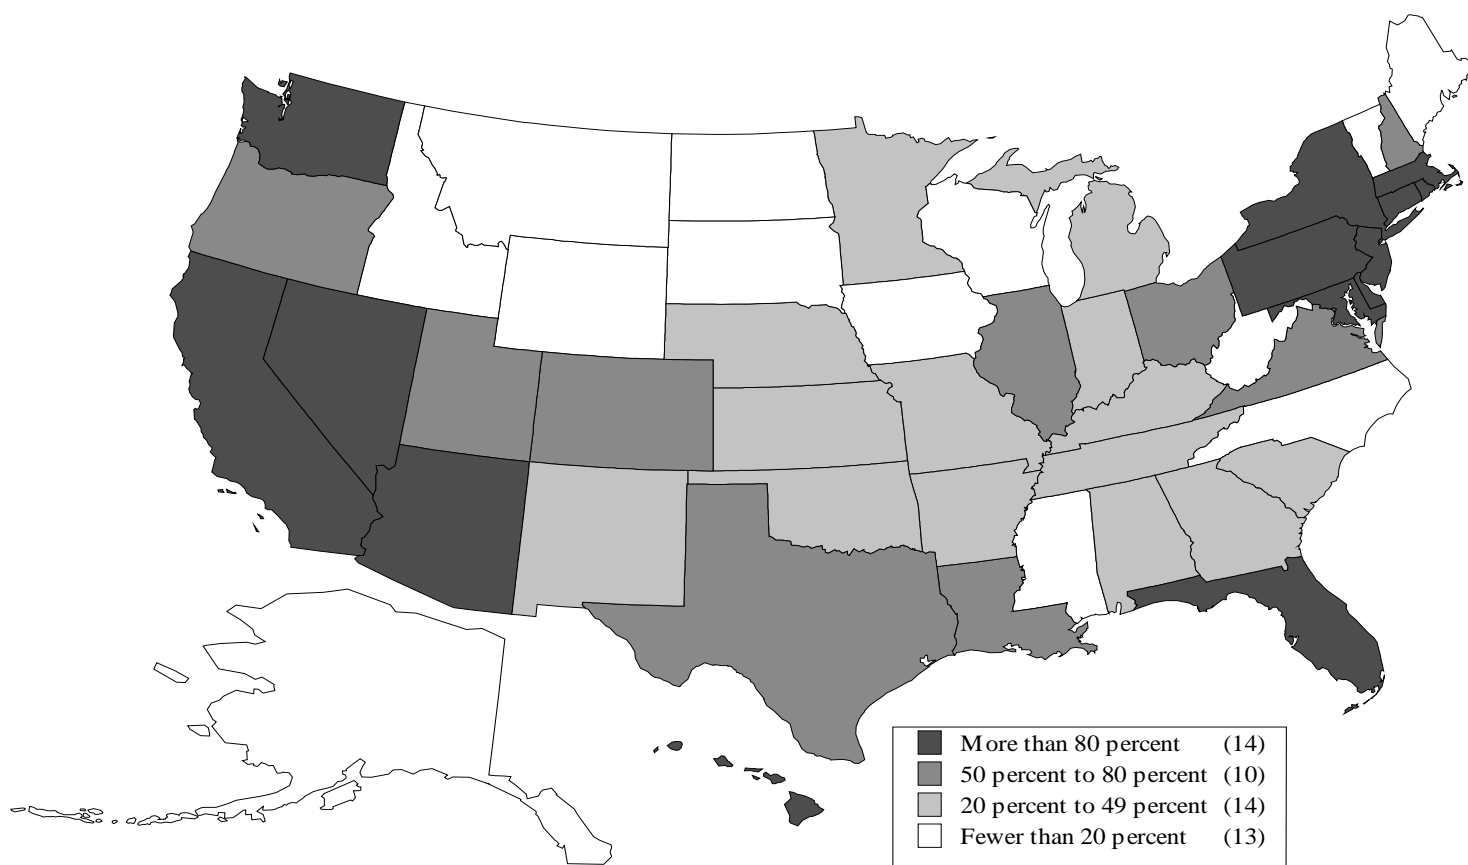 More than 80 percent (14)
50 percent to 80 percent (10)
20 percent to 49 percent (14)
Fewer than 20 percent (13)